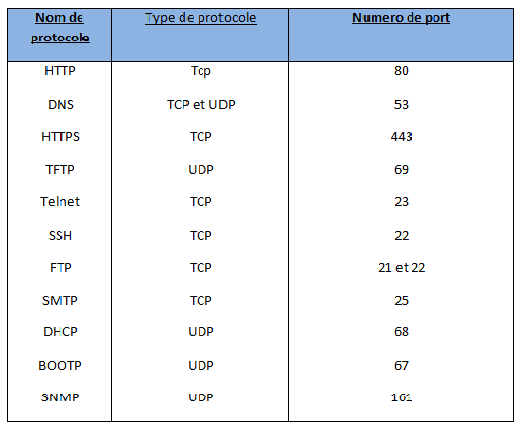 Nom de protocole Type de protocole Numero de port
HTTP Tcp 80
DNS TCP et UDP 53
HTTPS TCP 443
TFTP UDP 69
Telnet TCP 23
SSH TCP 22
FTP TCP 21 et 22
SMTP TCP 25
DHCP UDP 68
BOOTP UDP 67
SNMP UDP 161